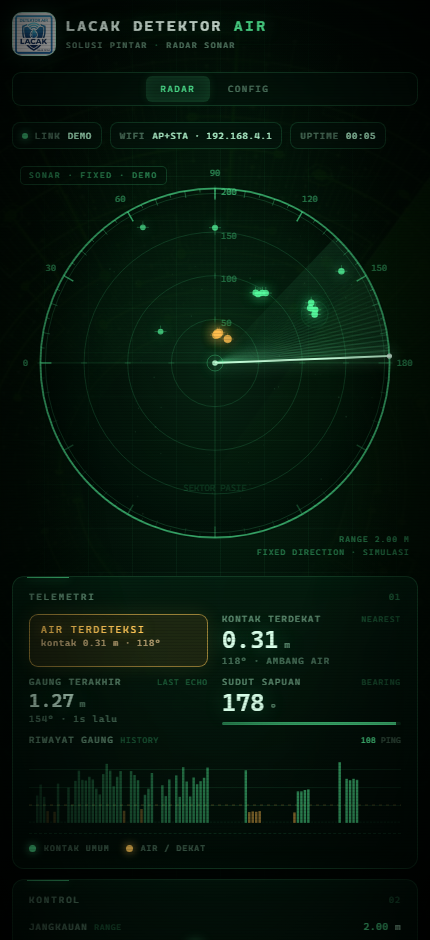 LACAK
LACAK DETEKTOR AIR
SOLUSI PINTAR · RADAR SONAR
RADAR CONFIG
LINK DEMO WIFI AP+STA · 192.168.4.1 UPTIME 00:05
SONAR · FIXED · DEMO
90
60 200 120
150
30 100 150
50
0 180
SEKTOR PASIF
RANGE 2.00 M
FIXED DIRECTION · SIMULASI
TELEMETRI 01
AIR TERDETEKSI
kontak 0.31 m · 118°
KONTAK TERDEKAT NEAREST
0.31 m
118° · AMBANG AIR
GAUNG TERAKHIR LAST ECHO
1.27 m
154° · 1s lalu
SUDUT SAPUAN BEARING
178 °
RIWAYAT GAUNG HISTORY 108 PING
KONTAK UMUM AIR / DEKAT
KONTROL 02
JANGKAUAN RANGE 2.00 m